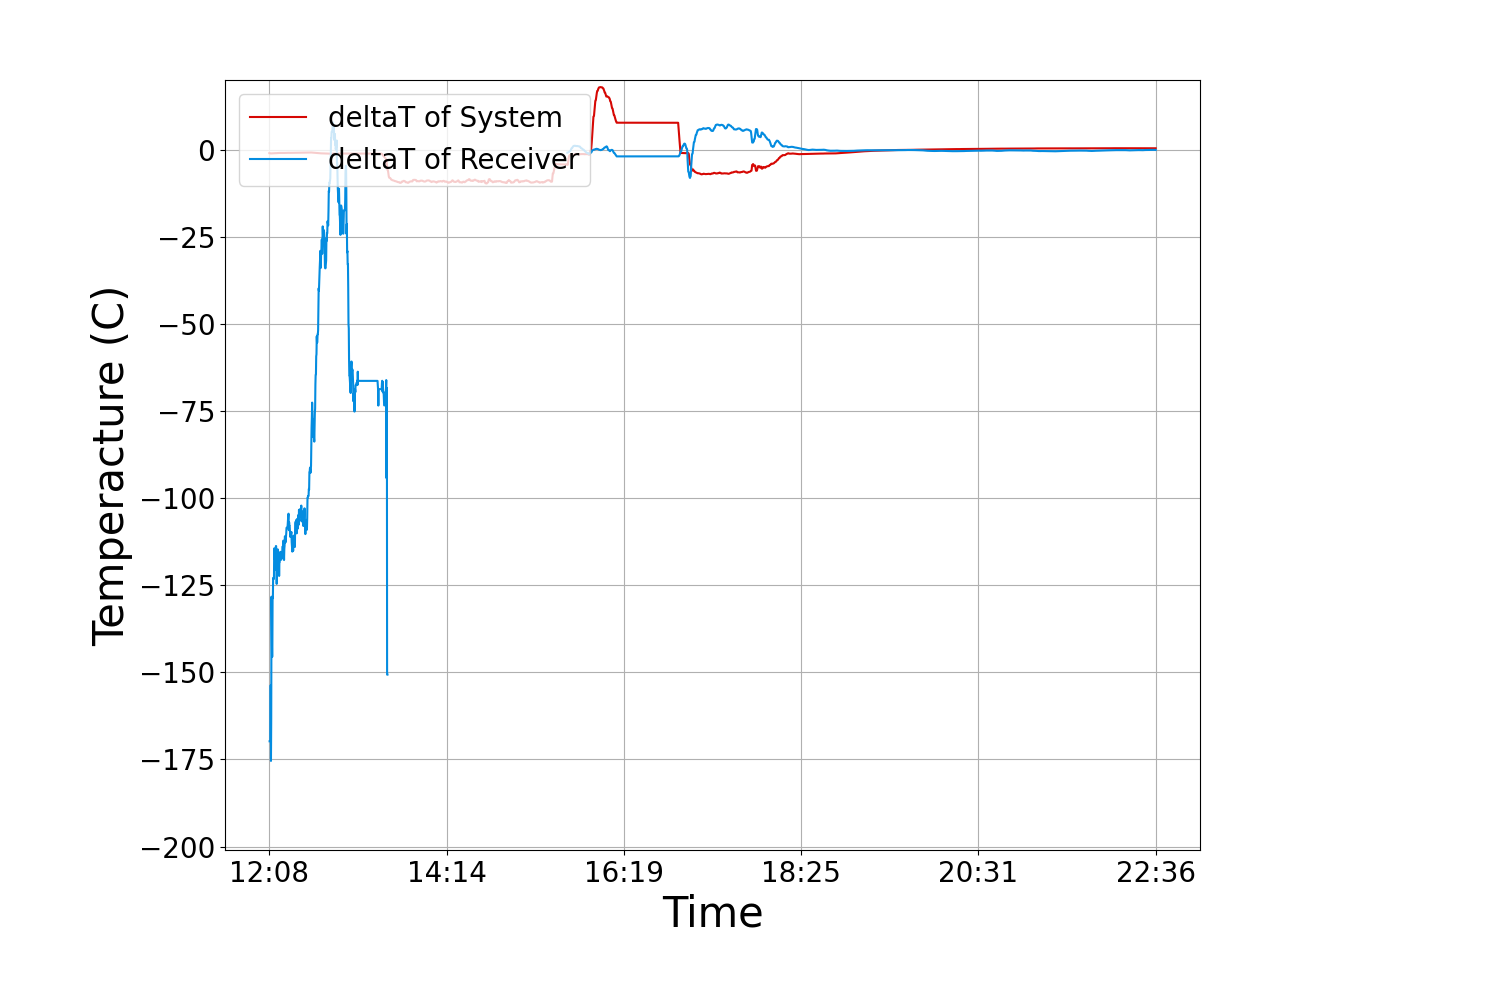 deltaT of System
deltaT of Receiver
0
−25
−50
−75
−100
−125
−150
−175
−200
Temperacture (C)
12:08 14:14 16:19 18:25 20:31 22:36
Time